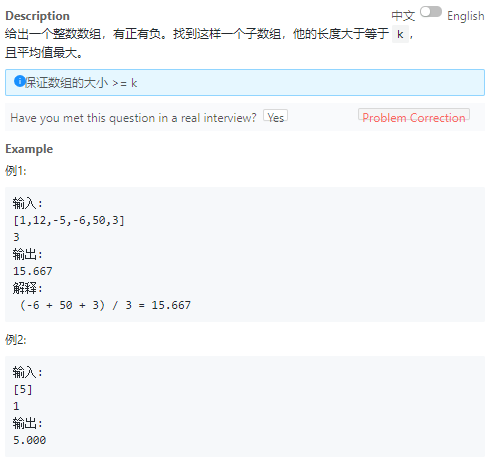 Description
中文 English
给出一个整数数组，有正有负。找到这样一个子数组，他的长度大于等于 k，
且平均值最大。
保证数组的大小 >= k
Have you met this question in a real interview? Yes
Problem Correction
Example
例1:
输入:
[1,12,-5,-6,50,3]
3
输出:
15.667
解释:
(-6 + 50 + 3) / 3 = 15.667
例2:
输入:
[5]
1
输出:
5.000